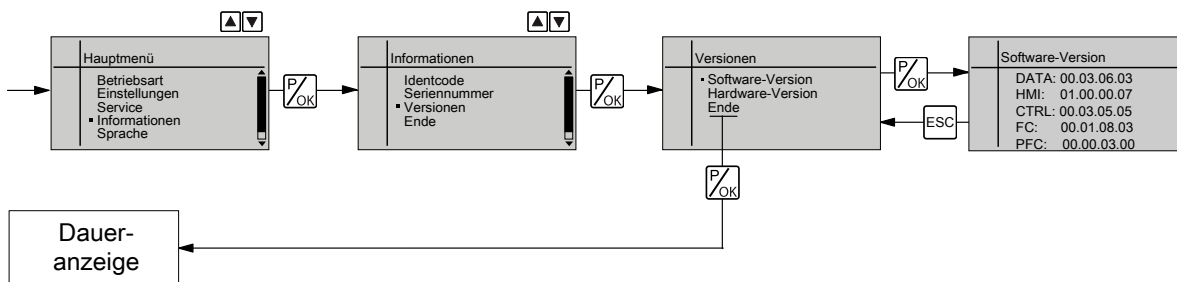 Hauptmenü
Betriebsart
Einstellungen
Service
Informationen
Sprache
P/OK
Informationen
Identcode
Seriennummer
Versionen
Ende
P/OK
Versionen
Software-Version
Hardware-Version
Ende
P/OK
ESC
Software-Version
DATA: 00.03.06.03
HMI: 01.00.00.07
CTRL: 00.03.05.05
FC: 00.01.08.03
PFC: 00.00.03.00
P/OK
Dauer-
anzeige